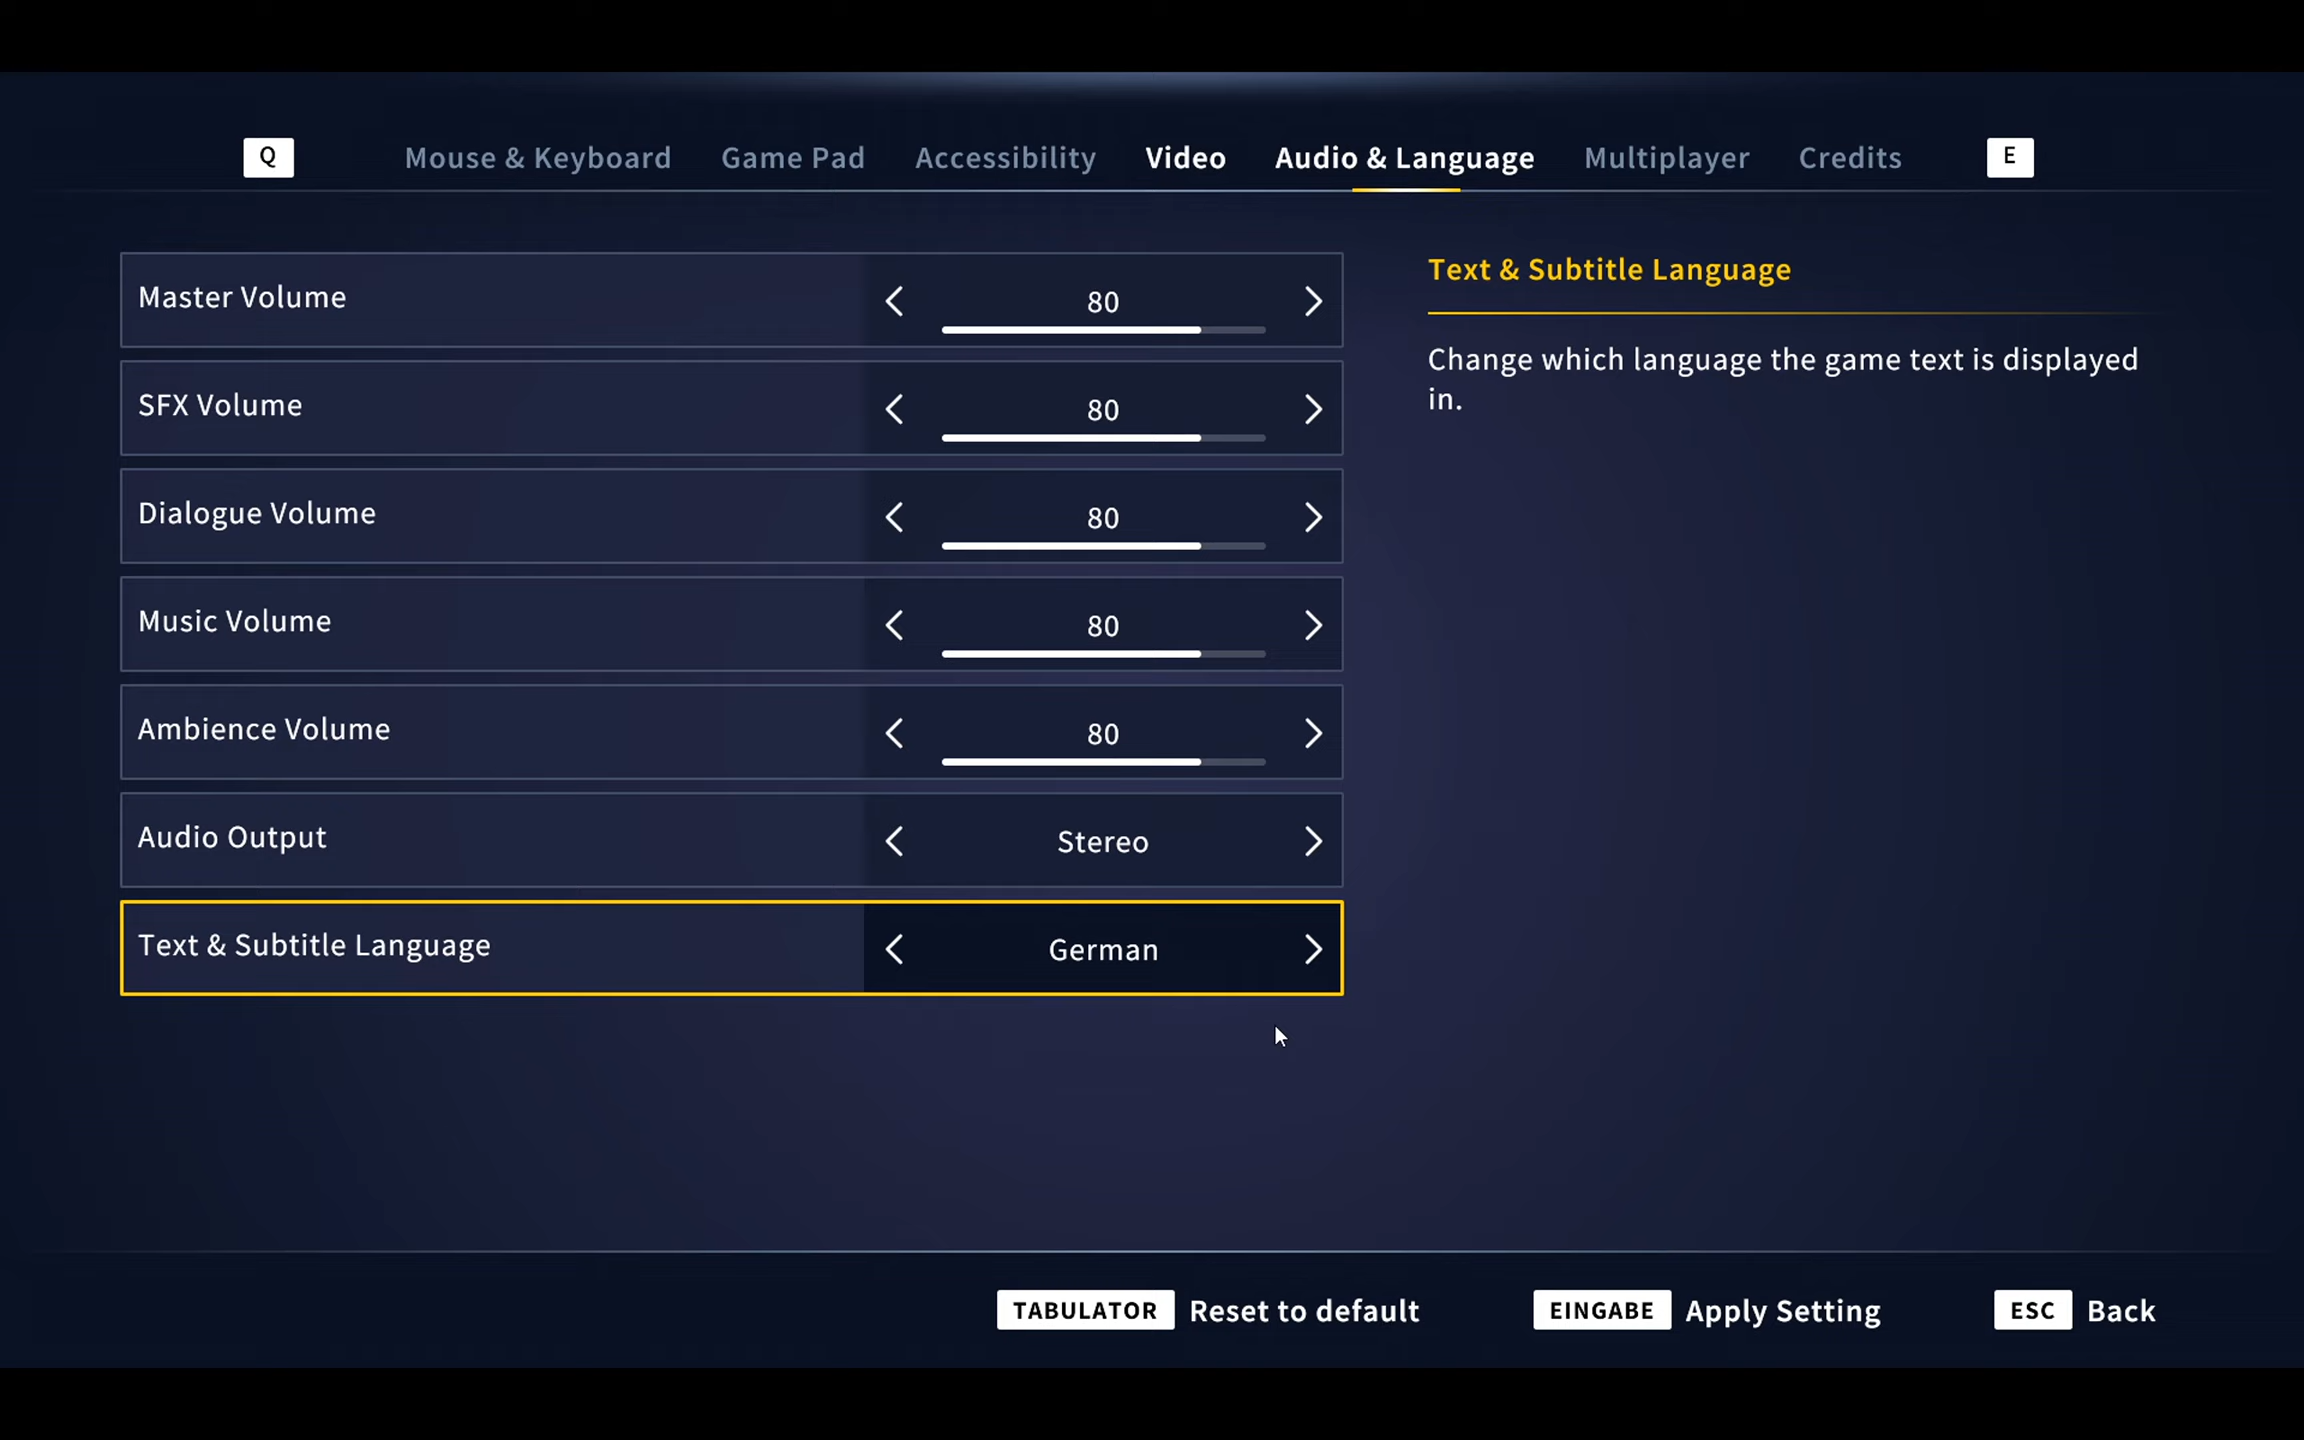 Q Mouse & Keyboard Game Pad Accessibility Video Audio & Language Multiplayer Credits E
Master Volume 80
Text & Subtitle Language
Change which language the game text is displayed
in.
SFX Volume 80
Dialogue Volume 80
Music Volume 80
Ambience Volume 80
Audio Output Stereo
Text & Subtitle Language German
TABULATOR Reset to default EINGABE Apply Setting ESC Back